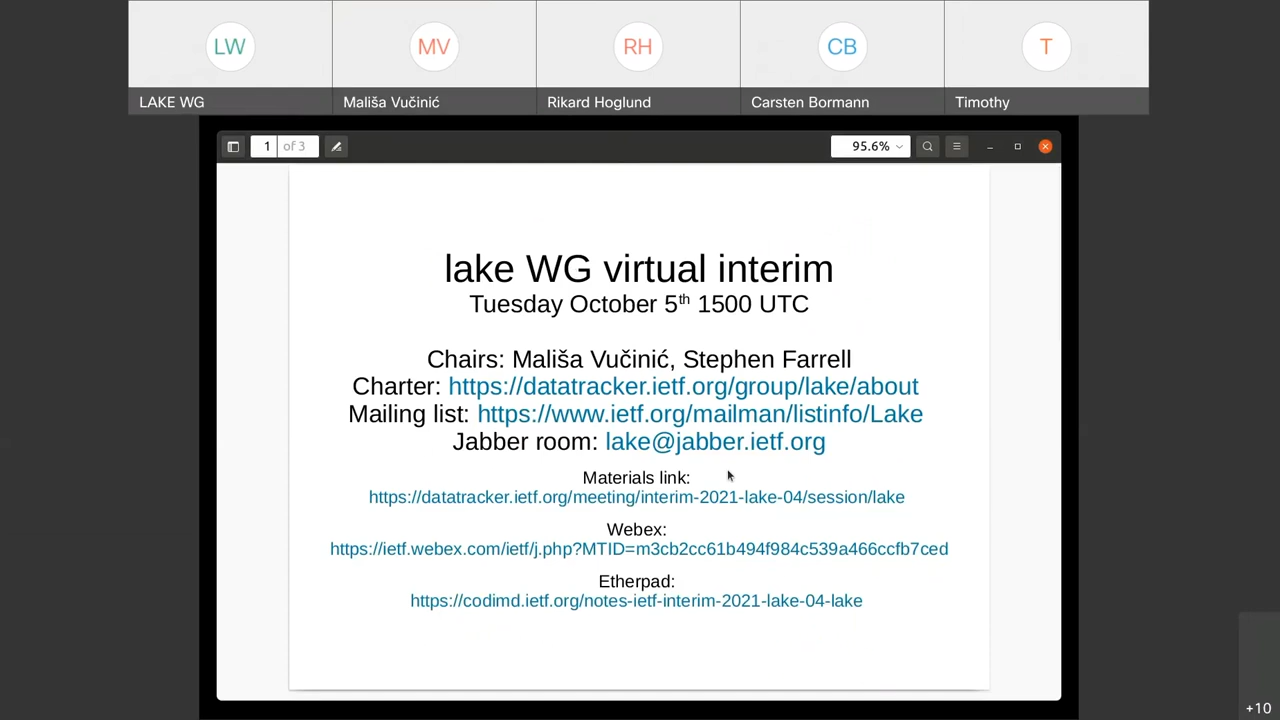 LW
MV
RH
CB
T
LAKE WG
Mališa Vučinić
Rikard Hoglund
Carsten Bormann
Timothy
1 of 3
95.6%
lake WG virtual interim
Tuesday October 5th 1500 UTC
Chairs: Mališa Vučinić, Stephen Farrell
Charter: https://datatracker.ietf.org/group/lake/about
Mailing list: https://www.ietf.org/mailman/listinfo/Lake
Jabber room: lake@jabber.ietf.org
Materials link:
https://datatracker.ietf.org/meeting/interim-2021-lake-04/session/lake
Webex:
https://ietf.webex.com/ietf/j.php?MTID=m3cb2cc61b494f984c539a466ccfb7ced
Etherpad:
https://codimd.ietf.org/notes-ietf-interim-2021-lake-04-lake
+10